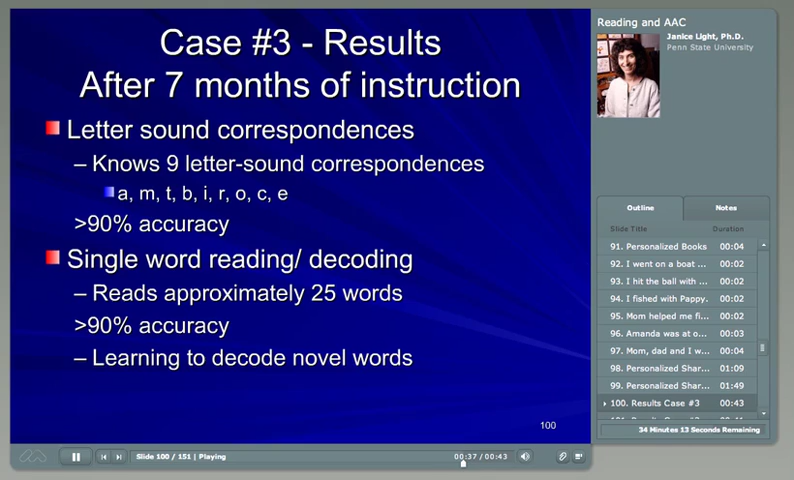 Case #3 - Results
After 7 months of instruction
Letter sound correspondences
– Knows 9 letter-sound correspondences
a, m, t, b, i, r, o, c, e
>90% accuracy
Single word reading/ decoding
– Reads approximately 25 words
>90% accuracy
– Learning to decode novel words
100
Slide 100 / 151 | Playing
00:37 / 00:43
Reading and AAC
Janice Light, Ph.D.
Penn State University
Outline Notes
Slide Title Duration
91. Personalized Books 00:04
92. I went on a boat ... 00:02
93. I hit the ball with ... 00:02
94. I fished with Pappy. 00:02
95. Mom helped me fi... 00:02
96. Amanda was at o... 00:03
97. Mom, dad and I w... 00:04
98. Personalized Shar... 01:09
99. Personalized Shar... 01:49
100. Results Case #3 00:43
34 Minutes 13 Seconds Remaining